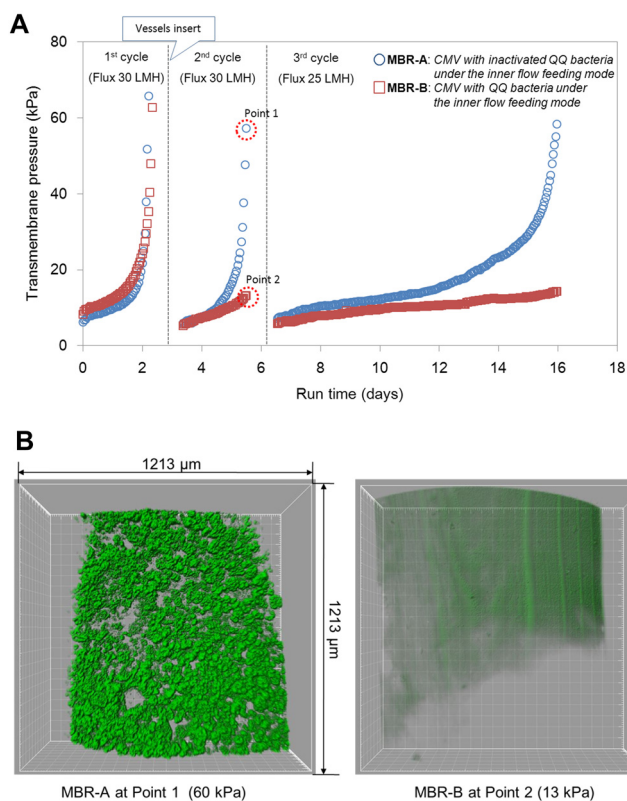 A
Vessels insert
80
60
40
20
0
Transmembrane pressure (kPa)
1st cycle
(Flux 30 LMH)
2nd cycle
(Flux 30 LMH)
3rd cycle
(Flux 25 LMH)
MBR-A: CMV with inactivated QQ bacteria
under the inner flow feeding mode
MBR-B: CMV with QQ bacteria under
the inner flow feeding mode
Point 1
Point 2
0 2 4 6 8 10 12 14 16 18
Run time (days)
B
1213 µm
1213 µm
MBR-A at Point 1 (60 kPa)
MBR-B at Point 2 (13 kPa)